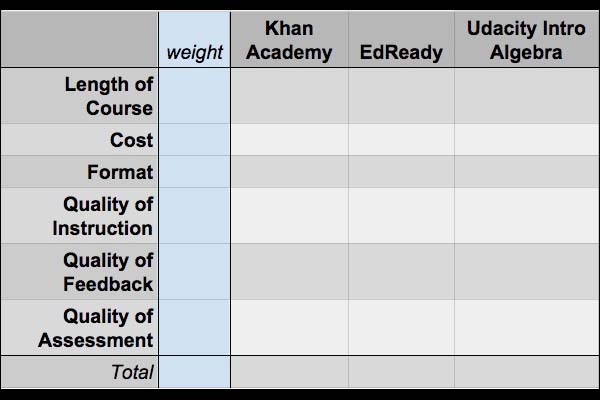 weight
Khan
Academy
EdReady
Udacity Intro
Algebra
Length of
Course
Cost
Format
Quality of
Instruction
Quality of
Feedback
Quality of
Assessment
Total